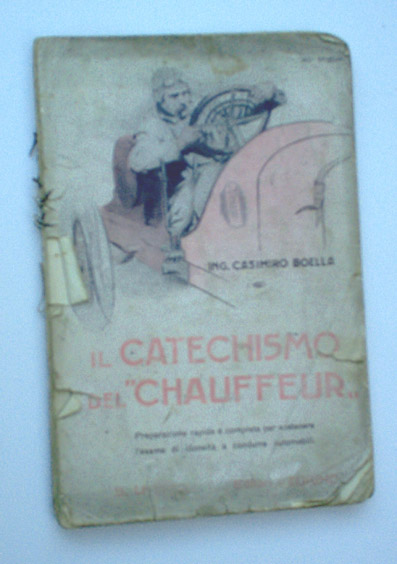 ING. CASIMIRO BOELLA
IL CATECHISMO
DEL "CHAUFFEUR„
Preparazione rapida e completa per sostenere
l'esame di idoneità a condurre automobili.